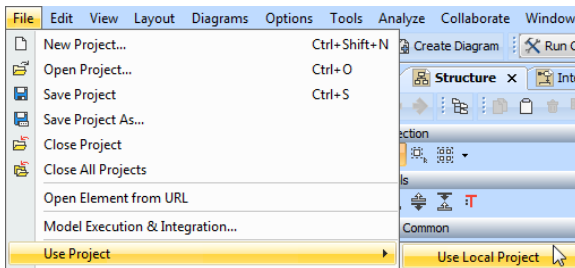 File Edit View Layout Diagrams Options Tools Analyze Collaborate Window
New Project... Ctrl+Shift+N
Create Diagram Run
Open Project... Ctrl+O
Structure x
Save Project Ctrl+S
Save Project As...
Close Project
Close All Projects
Open Element from URL
Model Execution & Integration...
Common
Use Project
Use Local Project